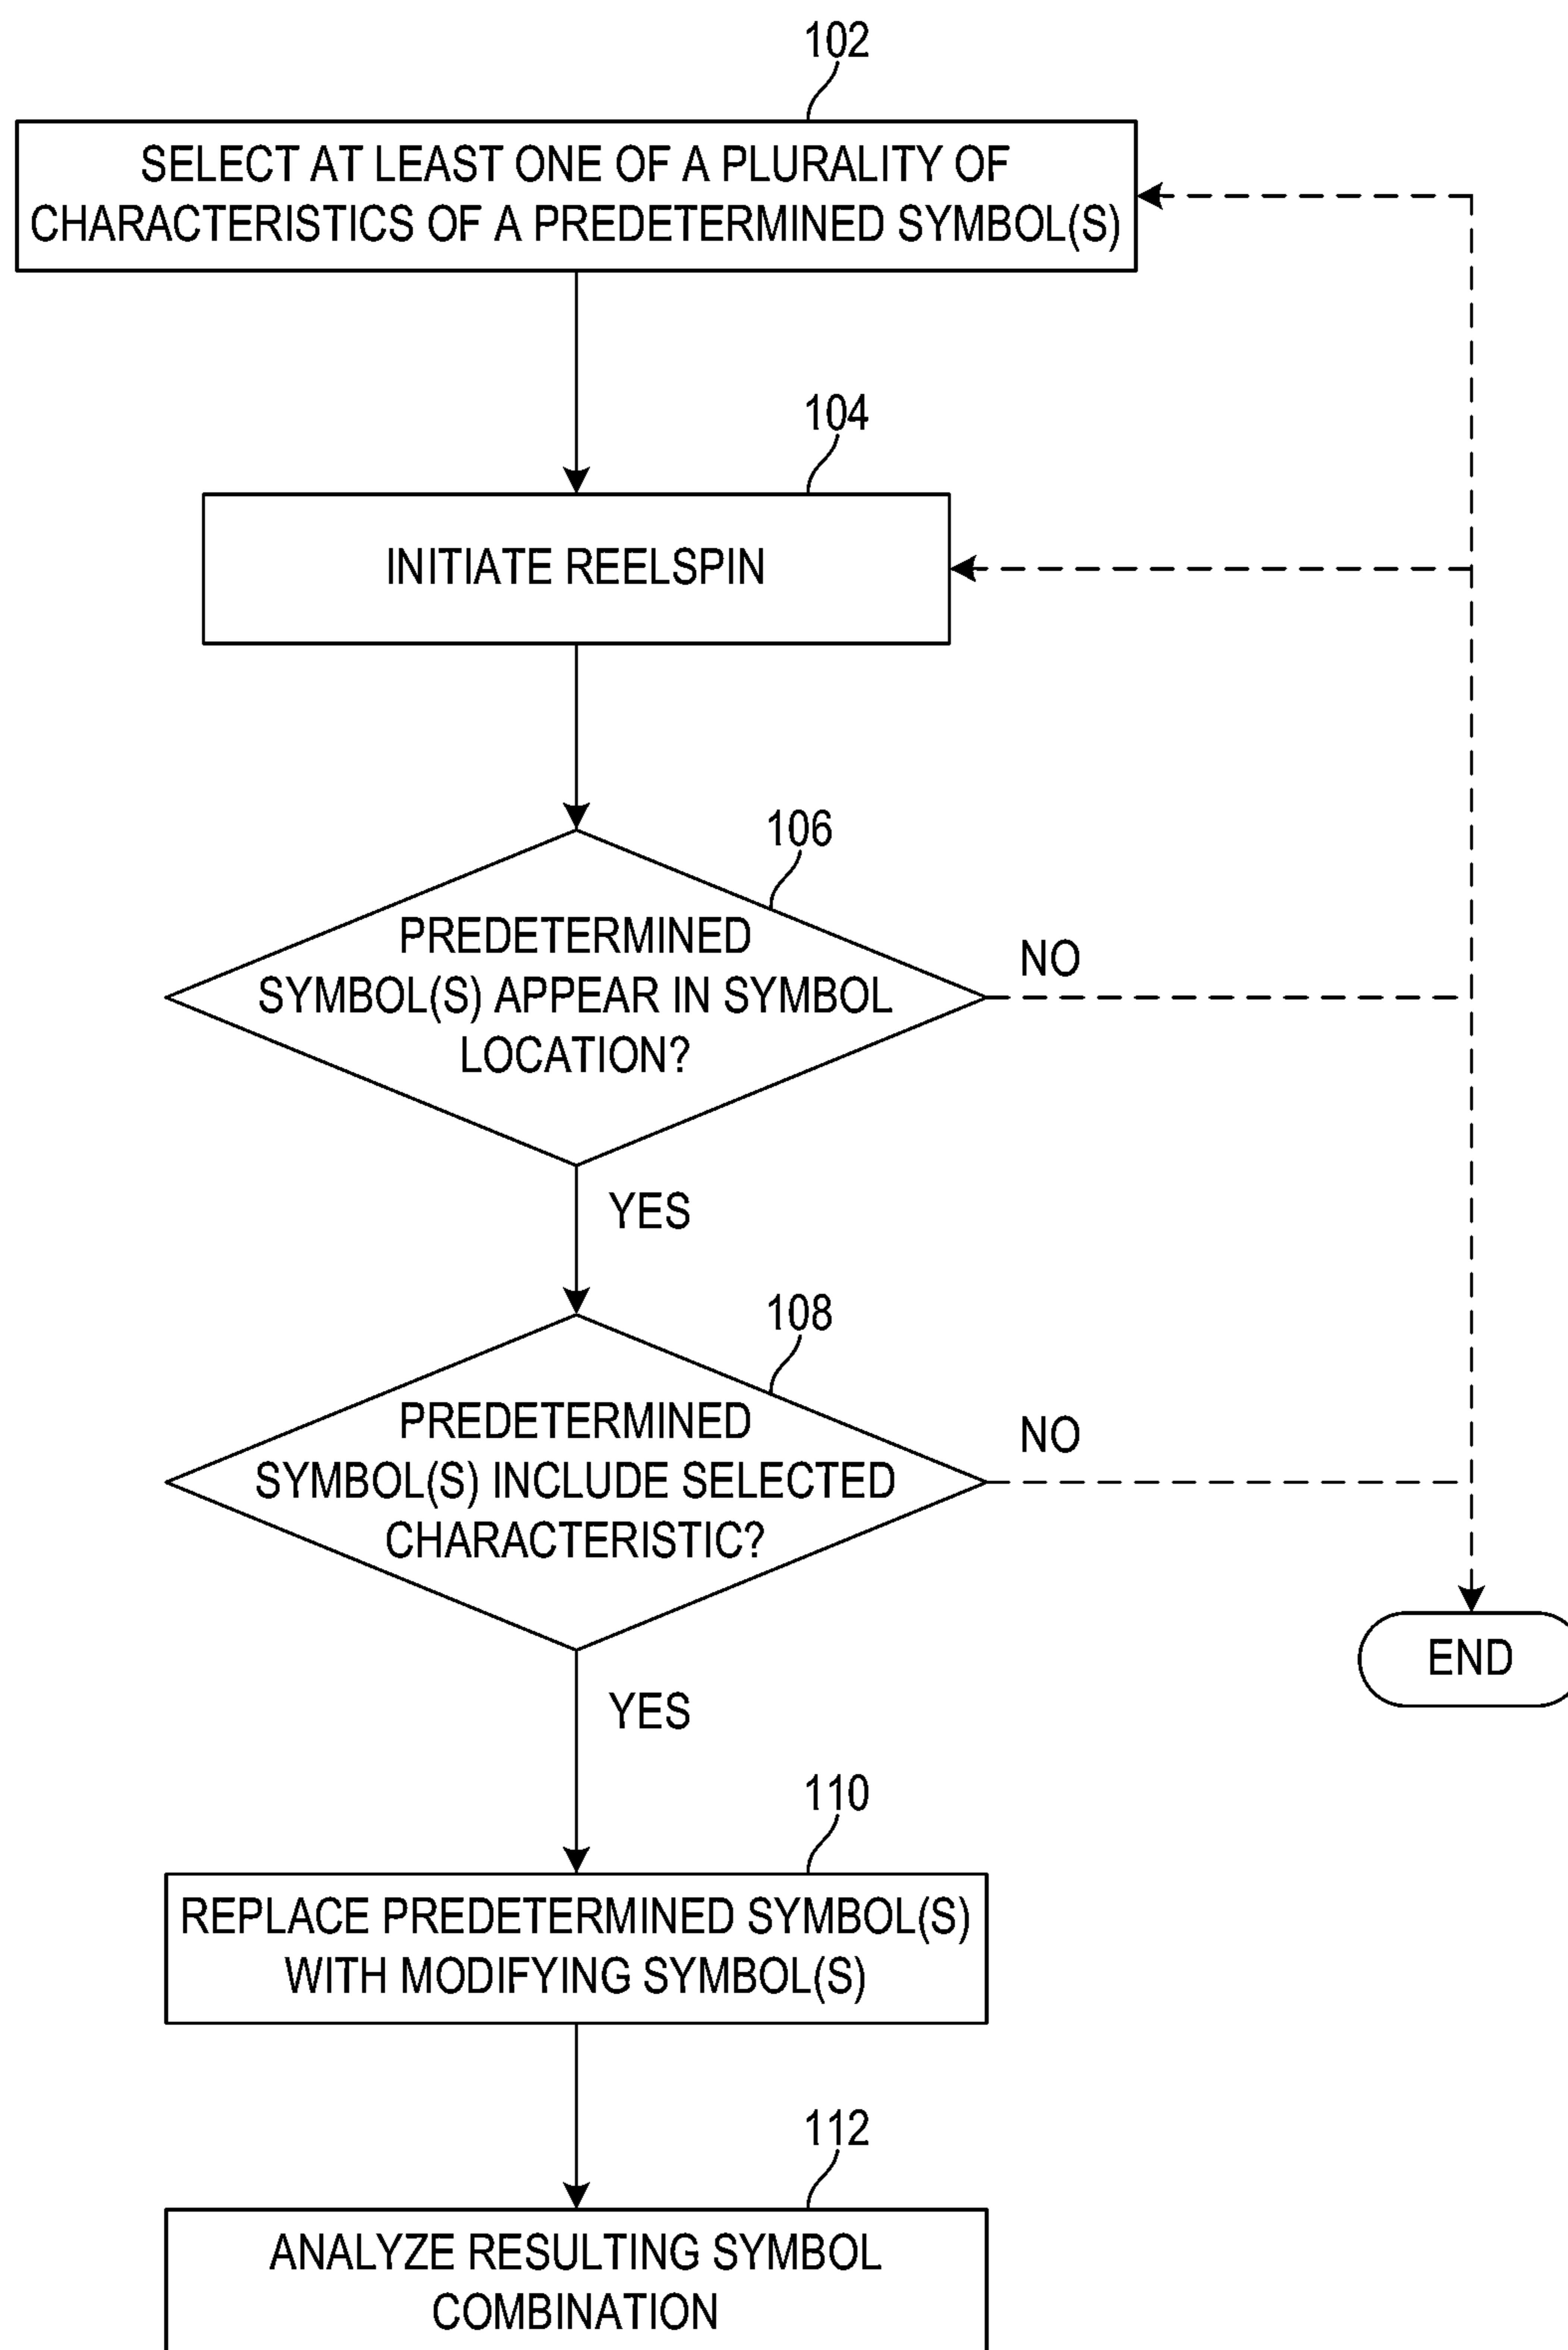 102
SELECT AT LEAST ONE OF A PLURALITY OF
CHARACTERISTICS OF A PREDETERMINED SYMBOL(S)
104
INITIATE REELSPIN
106
PREDETERMINED
SYMBOL(S) APPEAR IN SYMBOL
LOCATION?
NO
YES
108
PREDETERMINED
SYMBOL(S) INCLUDE SELECTED
CHARACTERISTIC?
NO
END
YES
110
REPLACE PREDETERMINED SYMBOL(S)
WITH MODIFYING SYMBOL(S)
112
ANALYZE RESULTING SYMBOL
COMBINATION